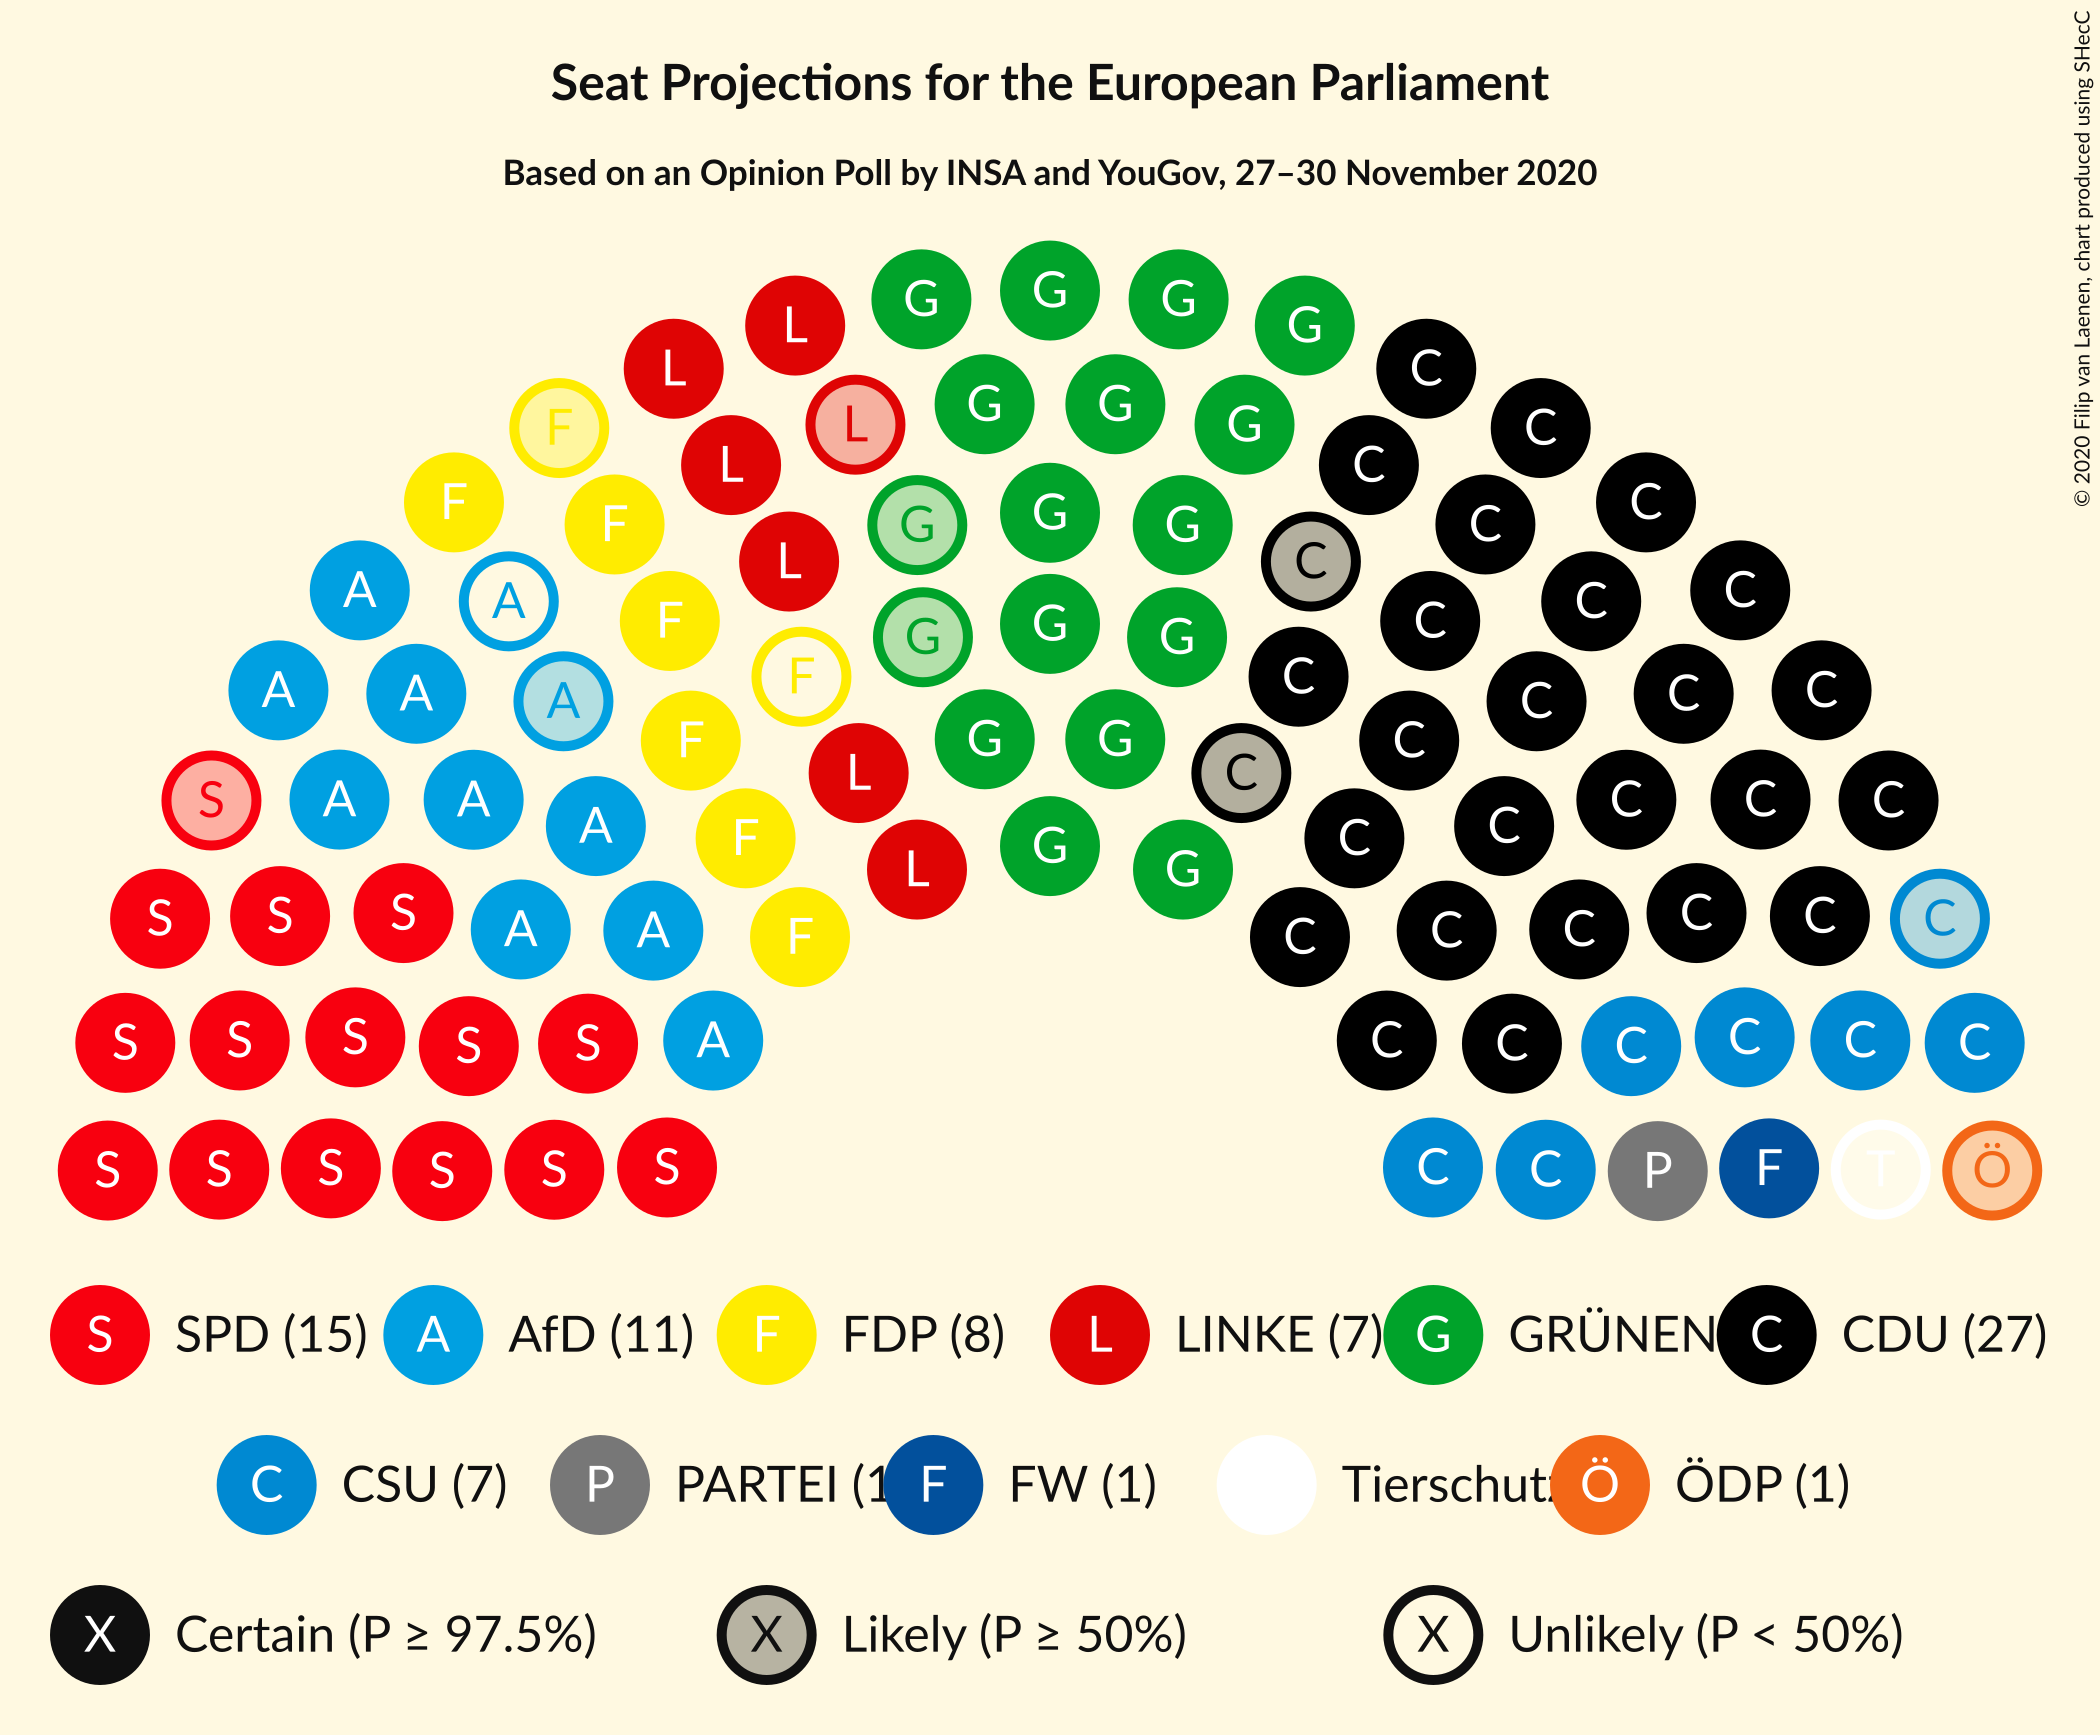 Seat Projections for the European Parliament
Based on an Opinion Poll by INSA and YouGov, 27–30 November 2020
© 2020 Filip van Laenen, chart produced using SHecC
G G G G
L L
L C
G G G
L G
F F C
L C
F G G G C
F C C
L C
A A F C C
G G G
F C
A A A F C C C
A F C
G G
L C
S A A C C C
A C
F G C
L G
S S S C C C
A A F C C C
A C
S S S S S C C C C C
S S S S S S C C P F T Ö
S SPD (15) A AfD (11) F FDP (8) L LINKE (7) G GRÜNEN C CDU (27)
C CSU (7) P PARTEI (1 F FW (1) Tierschutz Ö ÖDP (1)
X Certain (P ≥ 97.5%) X Likely (P ≥ 50%) X Unlikely (P < 50%)